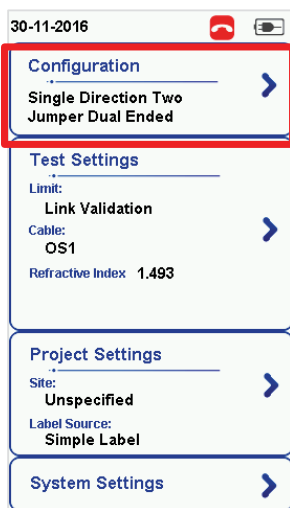 30-11-2016
Configuration
Single Direction Two
Jumper Dual Ended
Test Settings
Limit:
Link Validation
Cable:
OS1
Refractive Index 1.493
Project Settings
Site:
Unspecified
Label Source:
Simple Label
System Settings